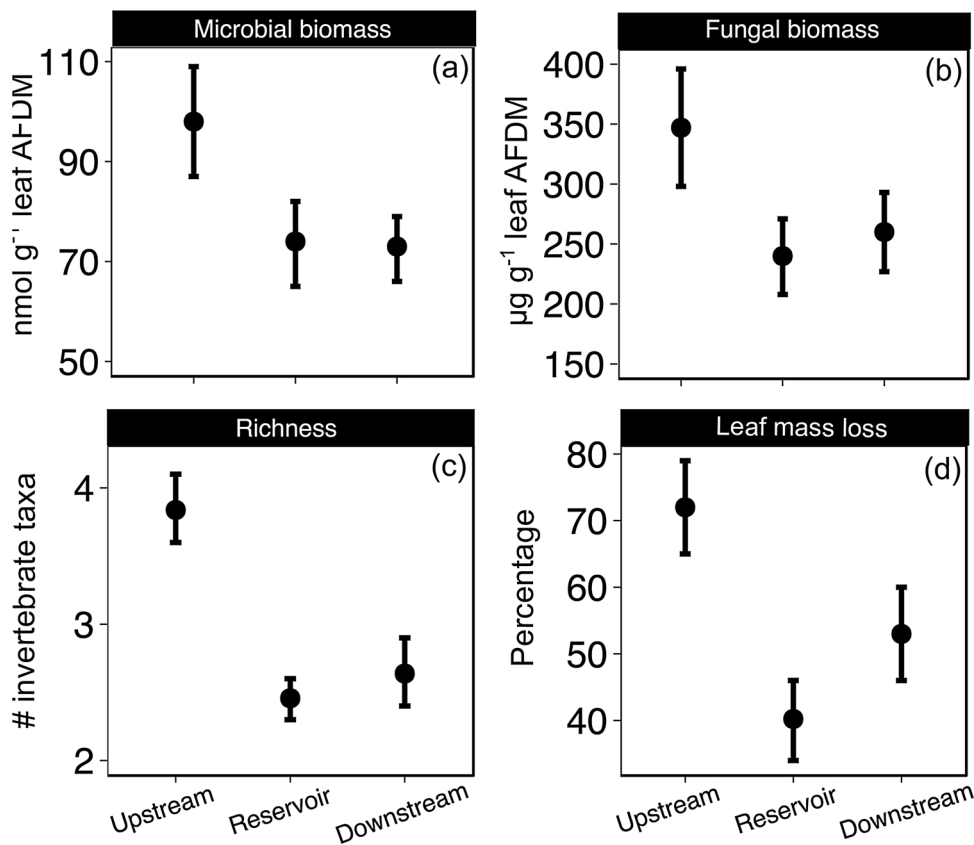 Microbial biomass
(a)
nmol g⁻¹ leaf AFDM
110
90
70
50
Fungal biomass
(b)
µg g⁻¹ leaf AFDM
400
350
300
250
200
150
Richness
(c)
# invertebrate taxa
4
3
2
Upstream
Reservoir
Downstream
Leaf mass loss
(d)
Percentage
80
70
60
50
40
Upstream
Reservoir
Downstream